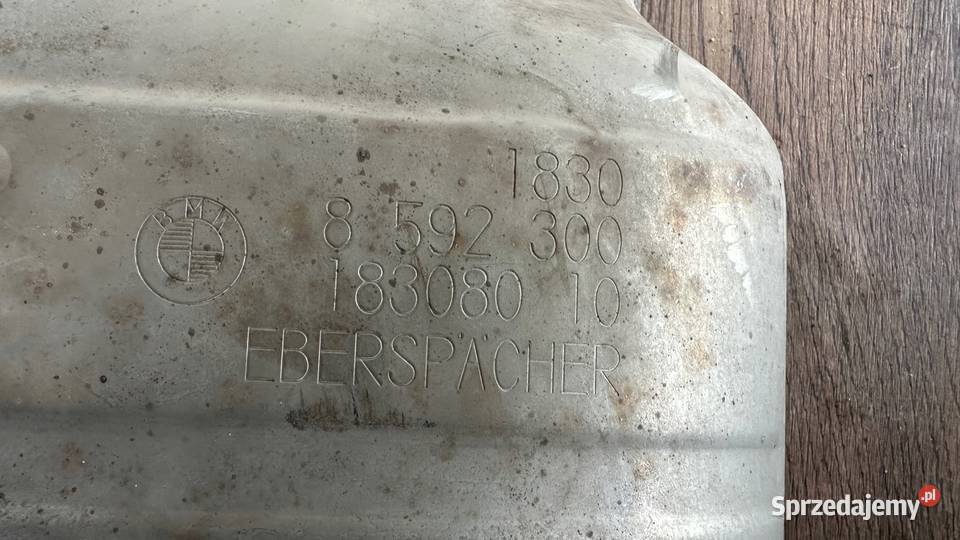 1830
BMW
8 592 300
183080 10
EBERSPÄCHER
Sprzedajemy.pl